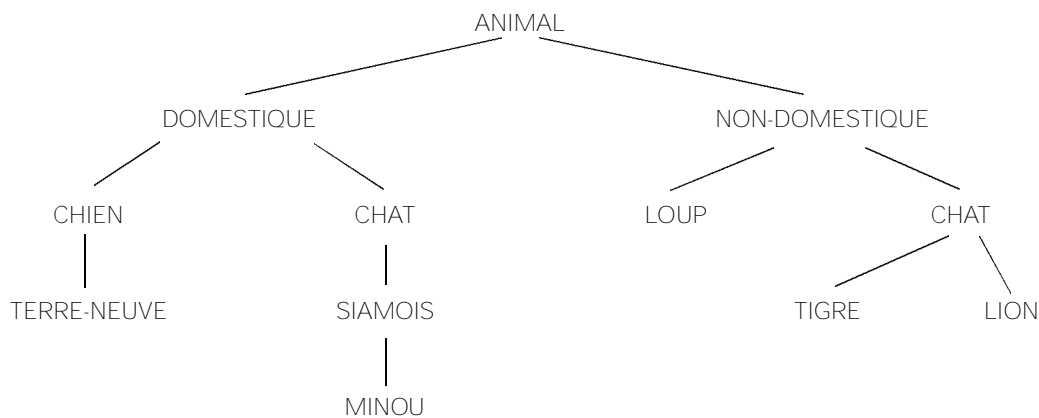 ANIMAL
DOMESTIQUE NON-DOMESTIQUE
CHIEN CHAT LOUP CHAT
TERRE-NEUVE SIAMOIS TIGRE LION
MINOU